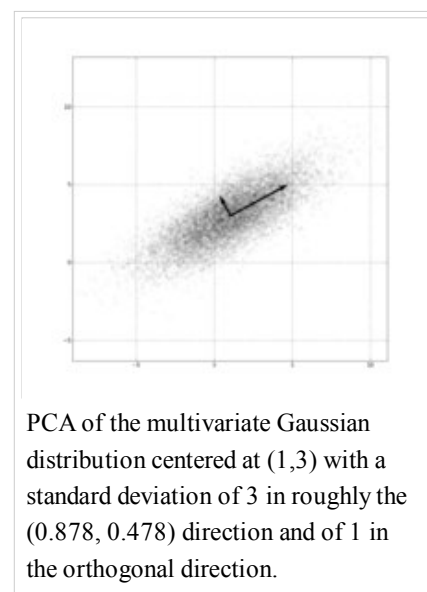 PCA of the multivariate Gaussian
distribution centered at (1,3) with a
standard deviation of 3 in roughly the
(0.878, 0.478) direction and of 1 in
the orthogonal direction.